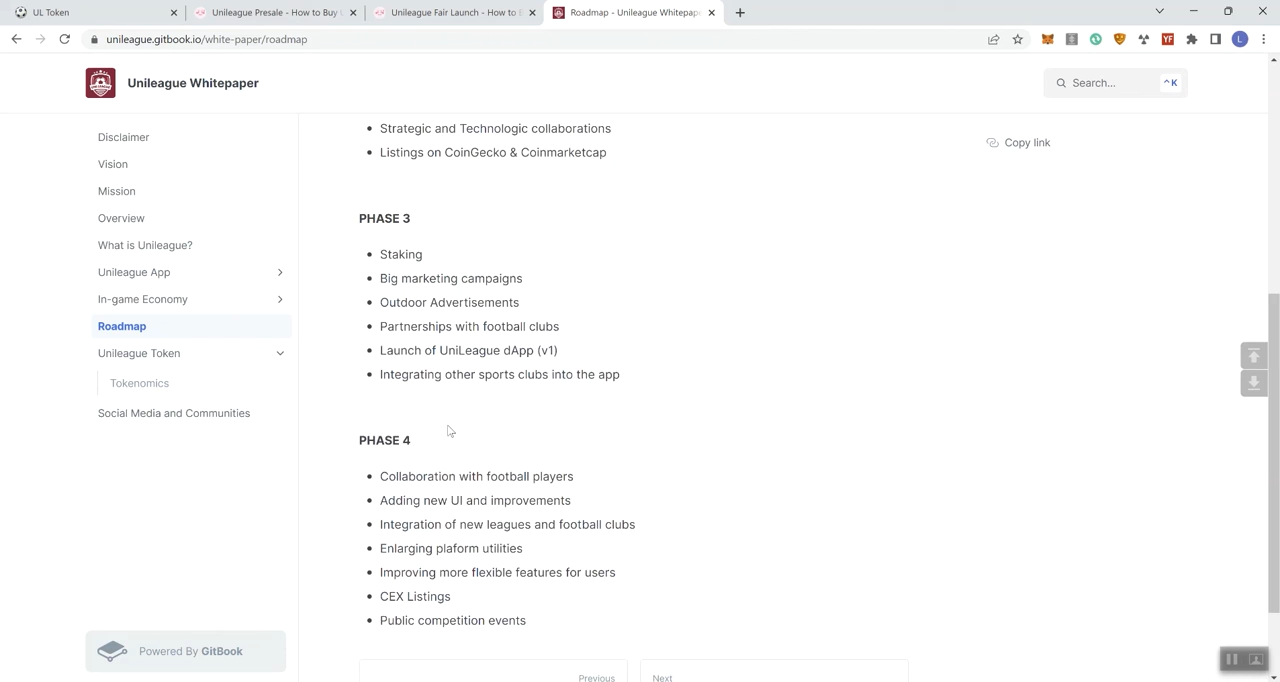 UL Token
Unileague Presale - How to Buy
Unileague Fair Launch - How to
Roadmap - Unileague Whitepape
unileague.gitbook.io/white-paper/roadmap
YF
L
Unileague Whitepaper
Search...
^K
Disclaimer
Vision
Mission
Overview
What is Unileague?
Unileague App
In-game Economy
Roadmap
Unileague Token
Tokenomics
Social Media and Communities
Powered By GitBook
Strategic and Technologic collaborations
Listings on CoinGecko & Coinmarketcap
PHASE 3
Staking
Big marketing campaigns
Outdoor Advertisements
Partnerships with football clubs
Launch of UniLeague dApp (v1)
Integrating other sports clubs into the app
PHASE 4
Collaboration with football players
Adding new UI and improvements
Integration of new leagues and football clubs
Enlarging plaform utilities
Improving more flexible features for users
CEX Listings
Public competition events
Previous
Next
Copy link